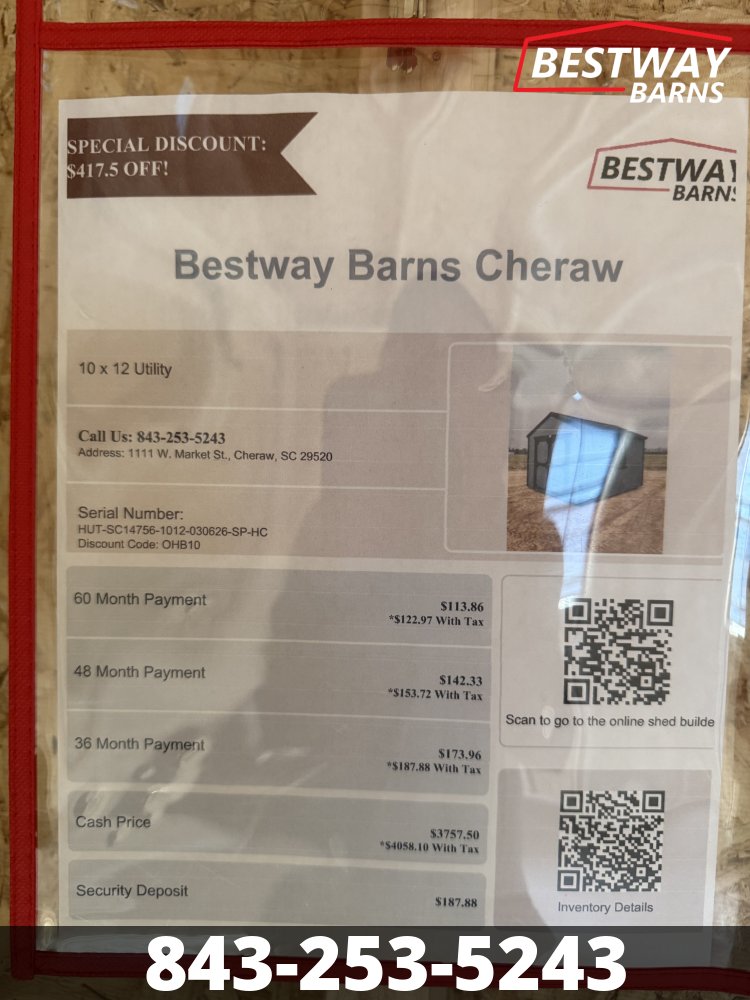 BESTWAY
BARNS
SPECIAL DISCOUNT:
$417.5 OFF!
BESTWAY
BARNS
Bestway Barns Cheraw
10 x 12 Utility
Call Us: 843-253-5243
Address: 1111 W. Market St., Cheraw, SC 29520
Serial Number:
HUT-SC14756-1012-030626-SP-HC
Discount Code: OHB10
60 Month Payment
$113.86
*$122.97 With Tax
48 Month Payment
$142.33
*$153.72 With Tax
36 Month Payment
$173.96
*$187.88 With Tax
Cash Price
$3757.50
*$4058.10 With Tax
Security Deposit
$187.88
Scan to go to the online shed builde
Inventory Details
843-253-5243